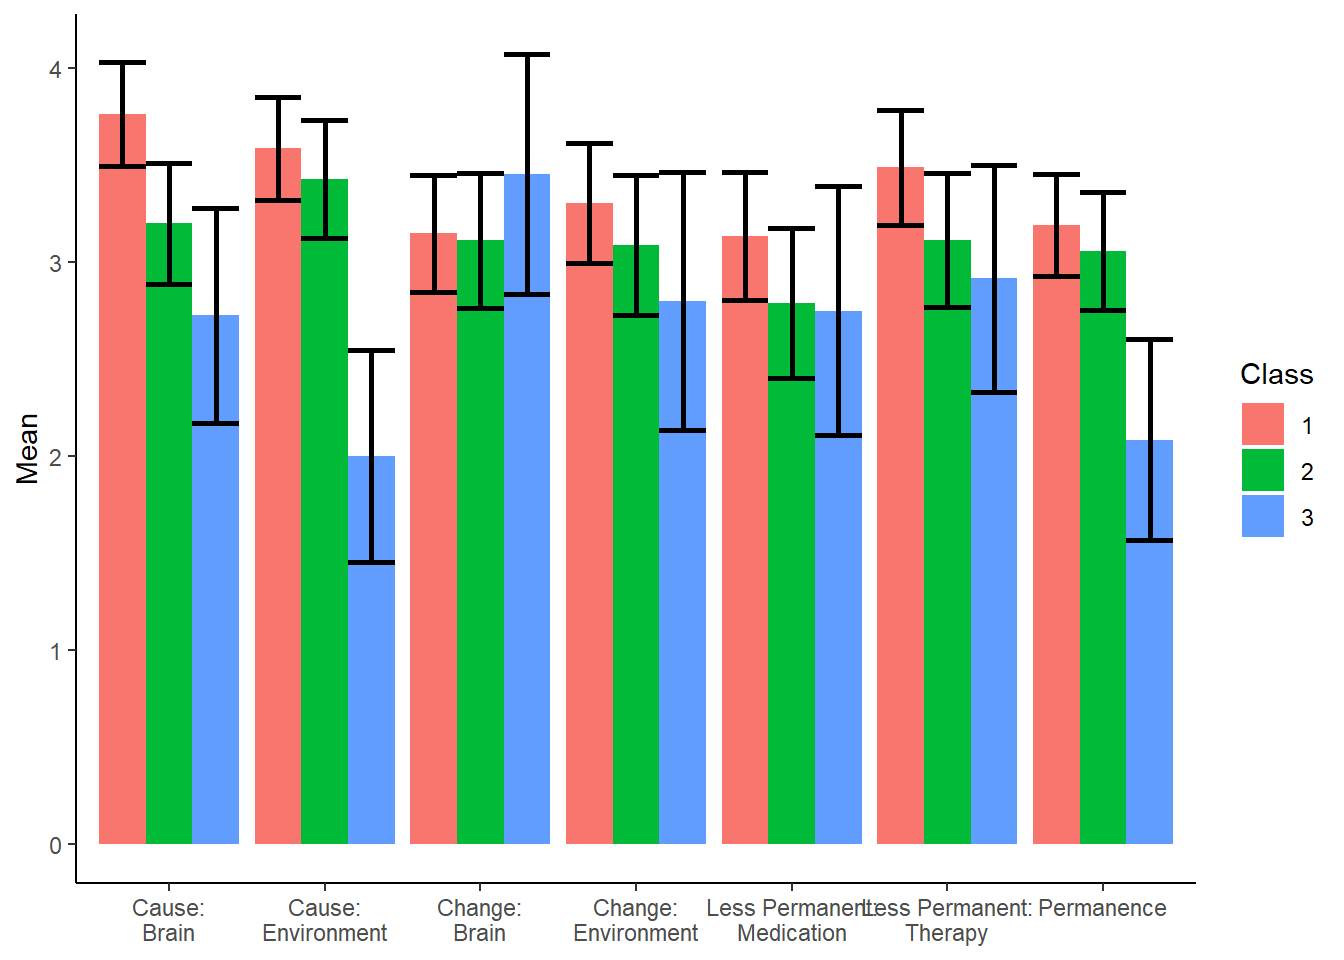 4
3
2
1
0
Mean
Cause:
Brain
Cause:
Environment
Change:
Brain
Change:
Environment
Less Permanent:
Medication
Less Permanent:
Therapy
Permanence
Class
1
2
3